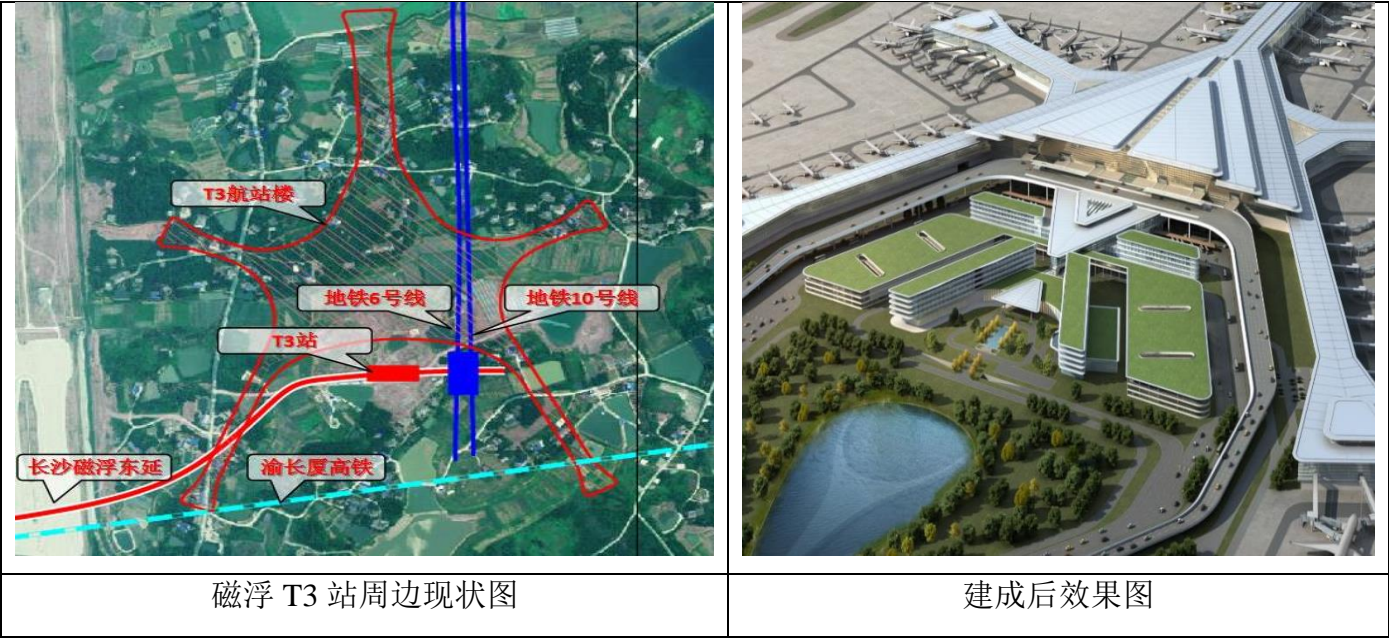 T3航站楼
地铁6号线
地铁10号线
T3站
长沙磁浮东延
渝长厦高铁
磁浮 T3 站周边现状图
建成后效果图